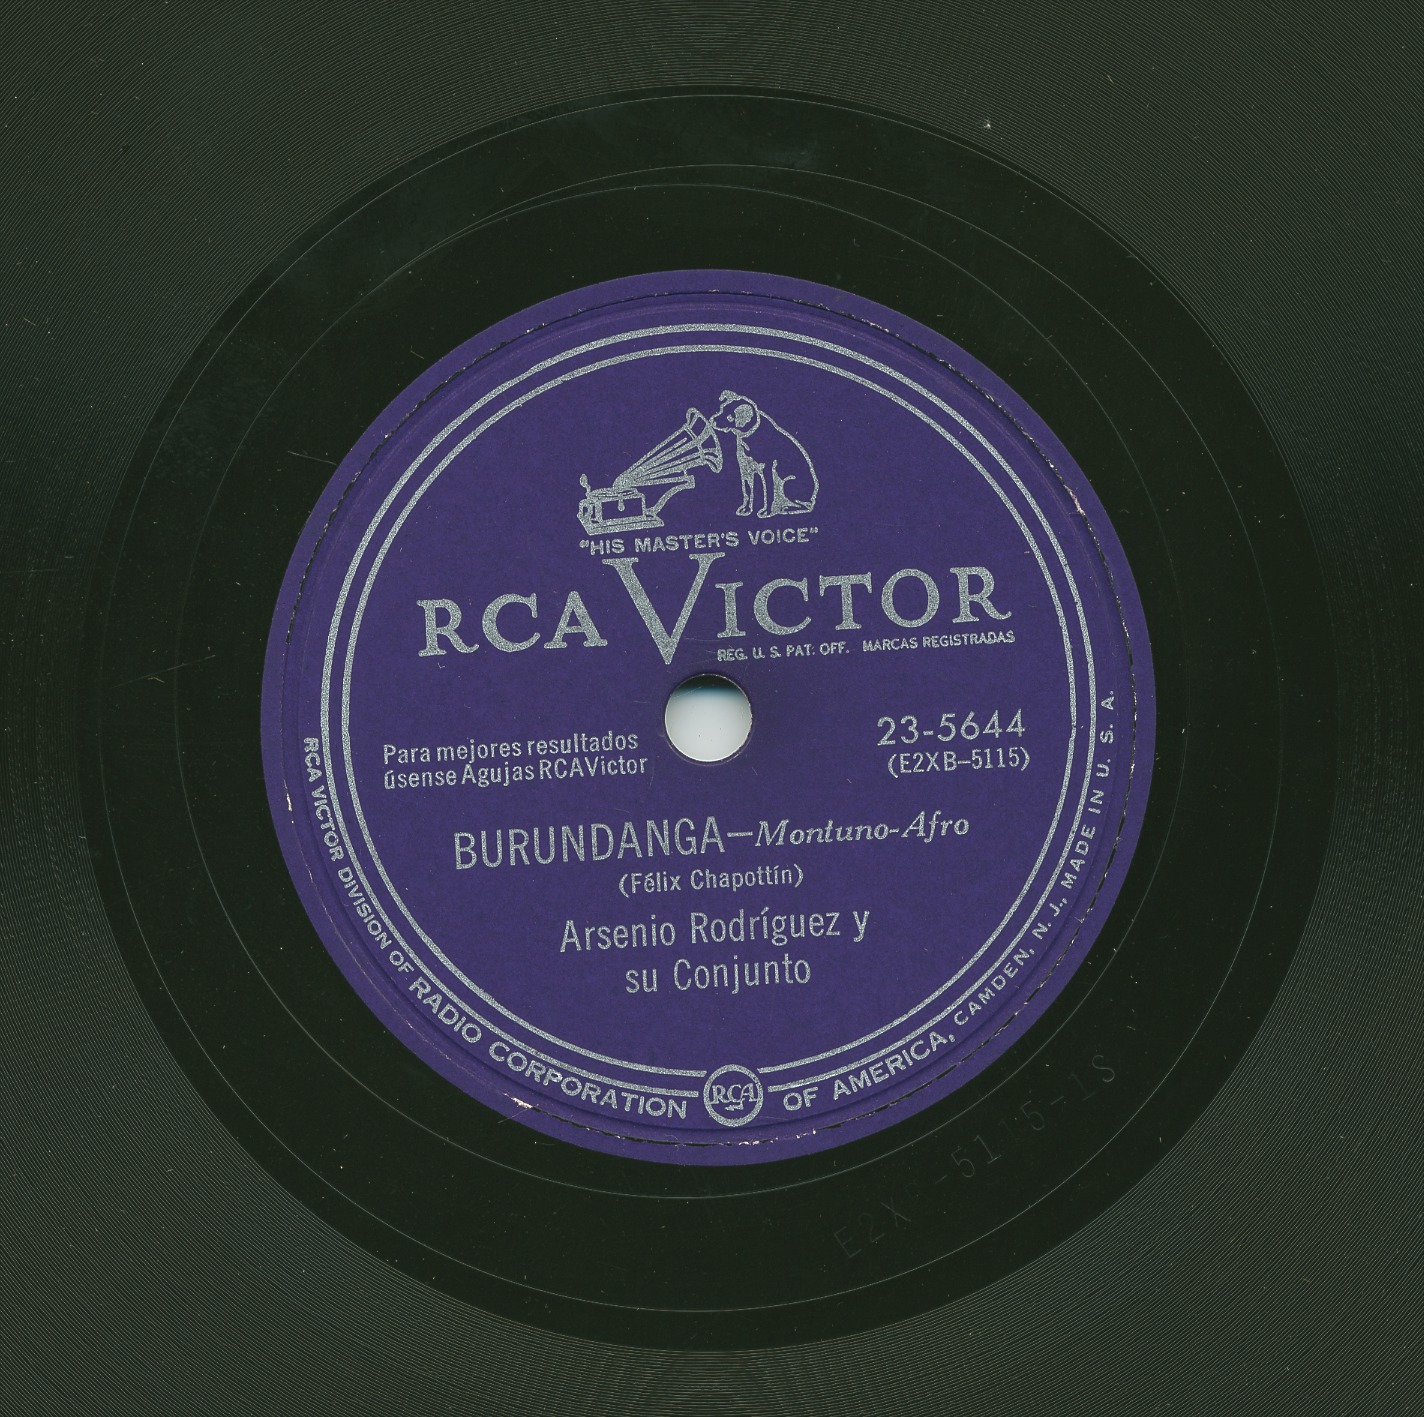 "HIS MASTER'S VOICE"
RCA VICTOR
REG. U. S. PAT. OFF. MARCAS REGISTRADAS
Para mejores resultados
úsense Agujas RCA Victor
23-5644
(E2XB-5115)
BURUNDANGA—Montuno-Afro
(Félix Chapottín)
Arsenio Rodríguez y
su Conjunto
RCA VICTOR DIVISION OF RADIO CORPORATION RCA OF AMERICA, CAMDEN, N. J., MADE IN U. S. A.
E2X -5115-1S